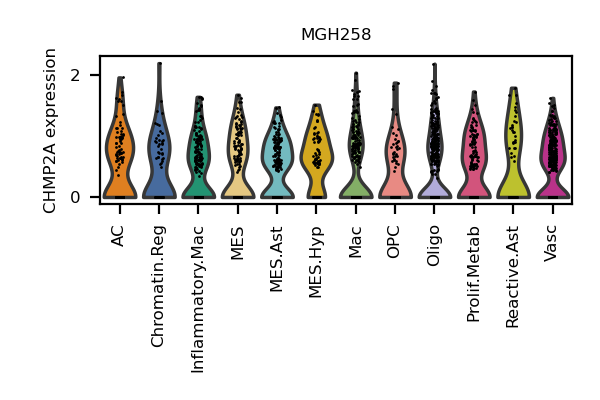 MGH258
CHMP2A expression
2
0
AC
Chromatin.Reg
Inflammatory.Mac
MES
MES.Ast
MES.Hyp
Mac
OPC
Oligo
Prolif.Metab
Reactive.Ast
Vasc